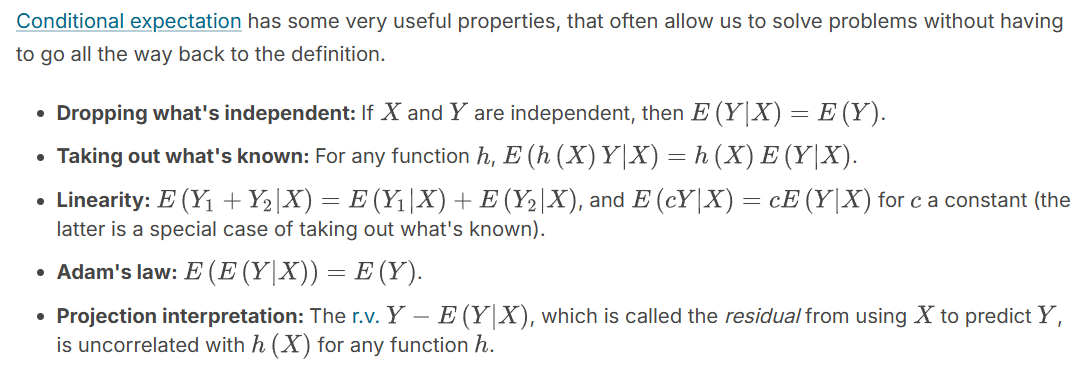 Conditional expectation has some very useful properties, that often allow us to solve problems without having
to go all the way back to the definition.
• Dropping what's independent: If X and Y are independent, then E (Y|X) = E (Y).
• Taking out what's known: For any function h, E (h (X) Y|X) = h (X) E (Y|X).
• Linearity: E (Y₁ + Y₂|X) = E (Y₁|X) + E (Y₂|X), and E (cY|X) = cE (Y|X) for c a constant (the
latter is a special case of taking out what's known).
• Adam's law: E (E (Y|X)) = E (Y).
• Projection interpretation: The r.v. Y − E (Y|X), which is called the residual from using X to predict Y,
is uncorrelated with h (X) for any function h.